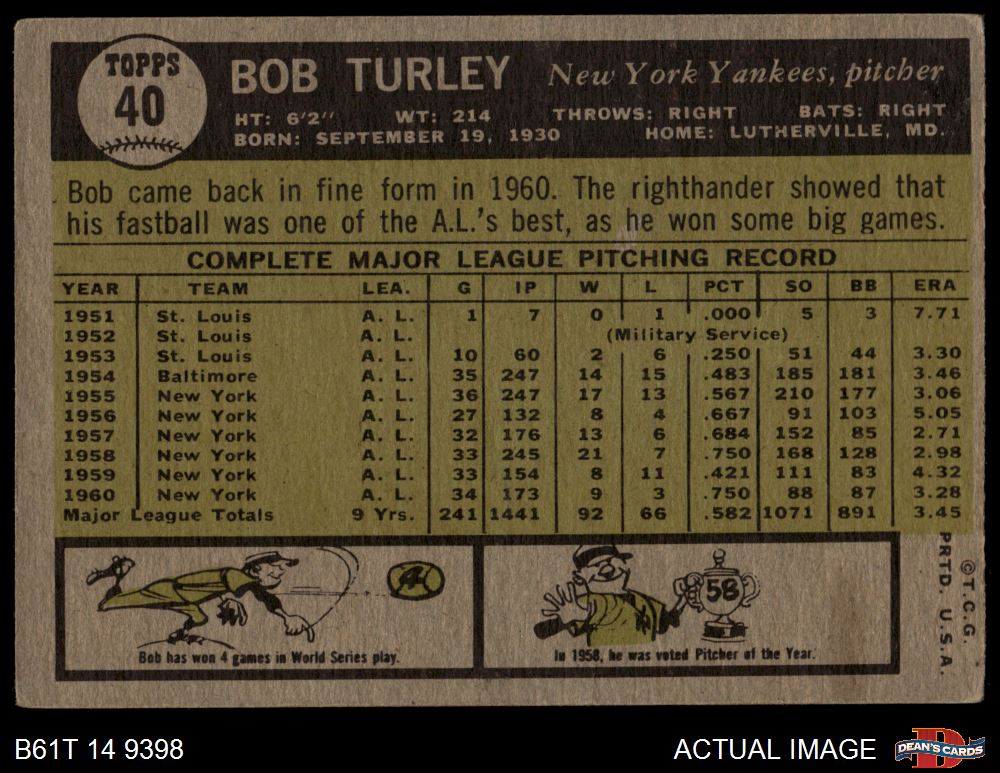 TOPPS
40
BOB TURLEY New York Yankees, pitcher
HT: 6'2" WT: 214 THROWS: RIGHT BATS: RIGHT
BORN: SEPTEMBER 19, 1930 HOME: LUTHERVILLE, MD.
Bob came back in fine form in 1960. The righthander showed that
his fastball was one of the A.L.'s best, as he won some big games.
COMPLETE MAJOR LEAGUE PITCHING RECORD
YEAR TEAM LEA. G IP W L PCT SO BB ERA
1951 St. Louis A. L. 1 7 0 1 .000 5 3 7.71
1952 St. Louis A. L. (Military Service)
1953 St. Louis A. L. 10 60 2 6 .250 51 44 3.30
1954 Baltimore A. L. 35 247 14 15 .483 185 181 3.46
1955 New York A. L. 36 247 17 13 .567 210 177 3.06
1956 New York A. L. 27 132 8 4 .667 91 103 5.05
1957 New York A. L. 32 176 13 6 .684 152 85 2.71
1958 New York A. L. 33 245 21 7 .750 168 128 2.98
1959 New York A. L. 33 154 8 11 .421 111 83 4.32
1960 New York A. L. 34 173 9 3 .750 88 87 3.28
Major League Totals 9 Yrs. 241 1441 92 66 .582 1071 891 3.45
4
Bob has won 4 games in World Series play.
58
In 1958, he was voted Pitcher of the Year.
©T.C.G.
PRTD. U.S.A.
B61T 14 9398
ACTUAL IMAGE
DEAN'S CARDS